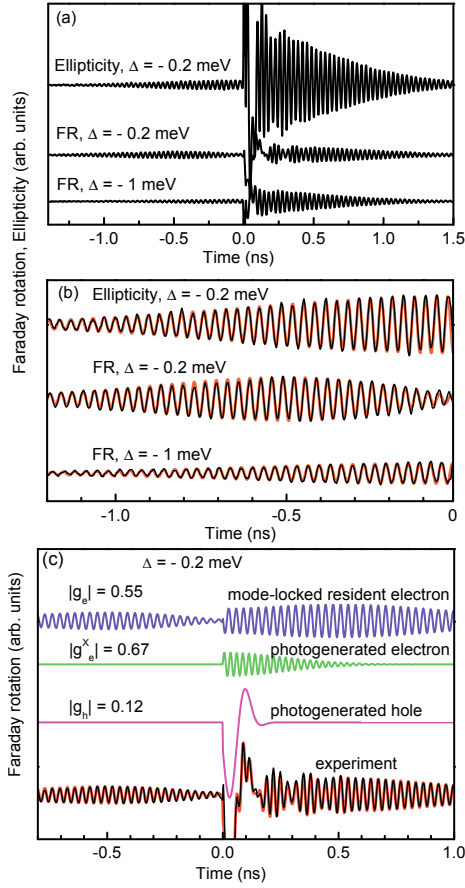 (a)
Ellipticity, Δ = - 0.2 meV
FR, Δ = - 0.2 meV
FR, Δ = - 1 meV
-1.0 -0.5 0.0 0.5 1.0 1.5
Time (ns)
Faraday rotation, Ellipticity (arb. units)
(b)
Ellipticity, Δ = - 0.2 meV
FR, Δ = - 0.2 meV
FR, Δ = - 1 meV
-1.0 -0.5 0
Time (ns)
(c)
Δ = - 0.2 meV
|g_e| = 0.55 mode-locked resident electron
|g^X_e| = 0.67 photogenerated electron
|g_h| = 0.12 photogenerated hole
experiment
-0.5 0.0 0.5 1.0
Time (ns)
Faraday rotation (arb. units)